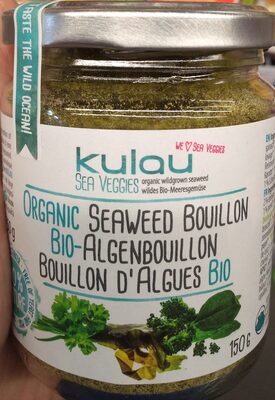 TASTE THE WILD OCEAN!
WE ♥ SEA VEGGIES
kulau
SEA VEGGIES
organic wildgrown seaweed
wildes Bio-Meeresgemüse
ORGANIC SEAWEED BOUILLON
BIO-ALGENBOUILLON
BOUILLON D'ALGUES BIO
150 G